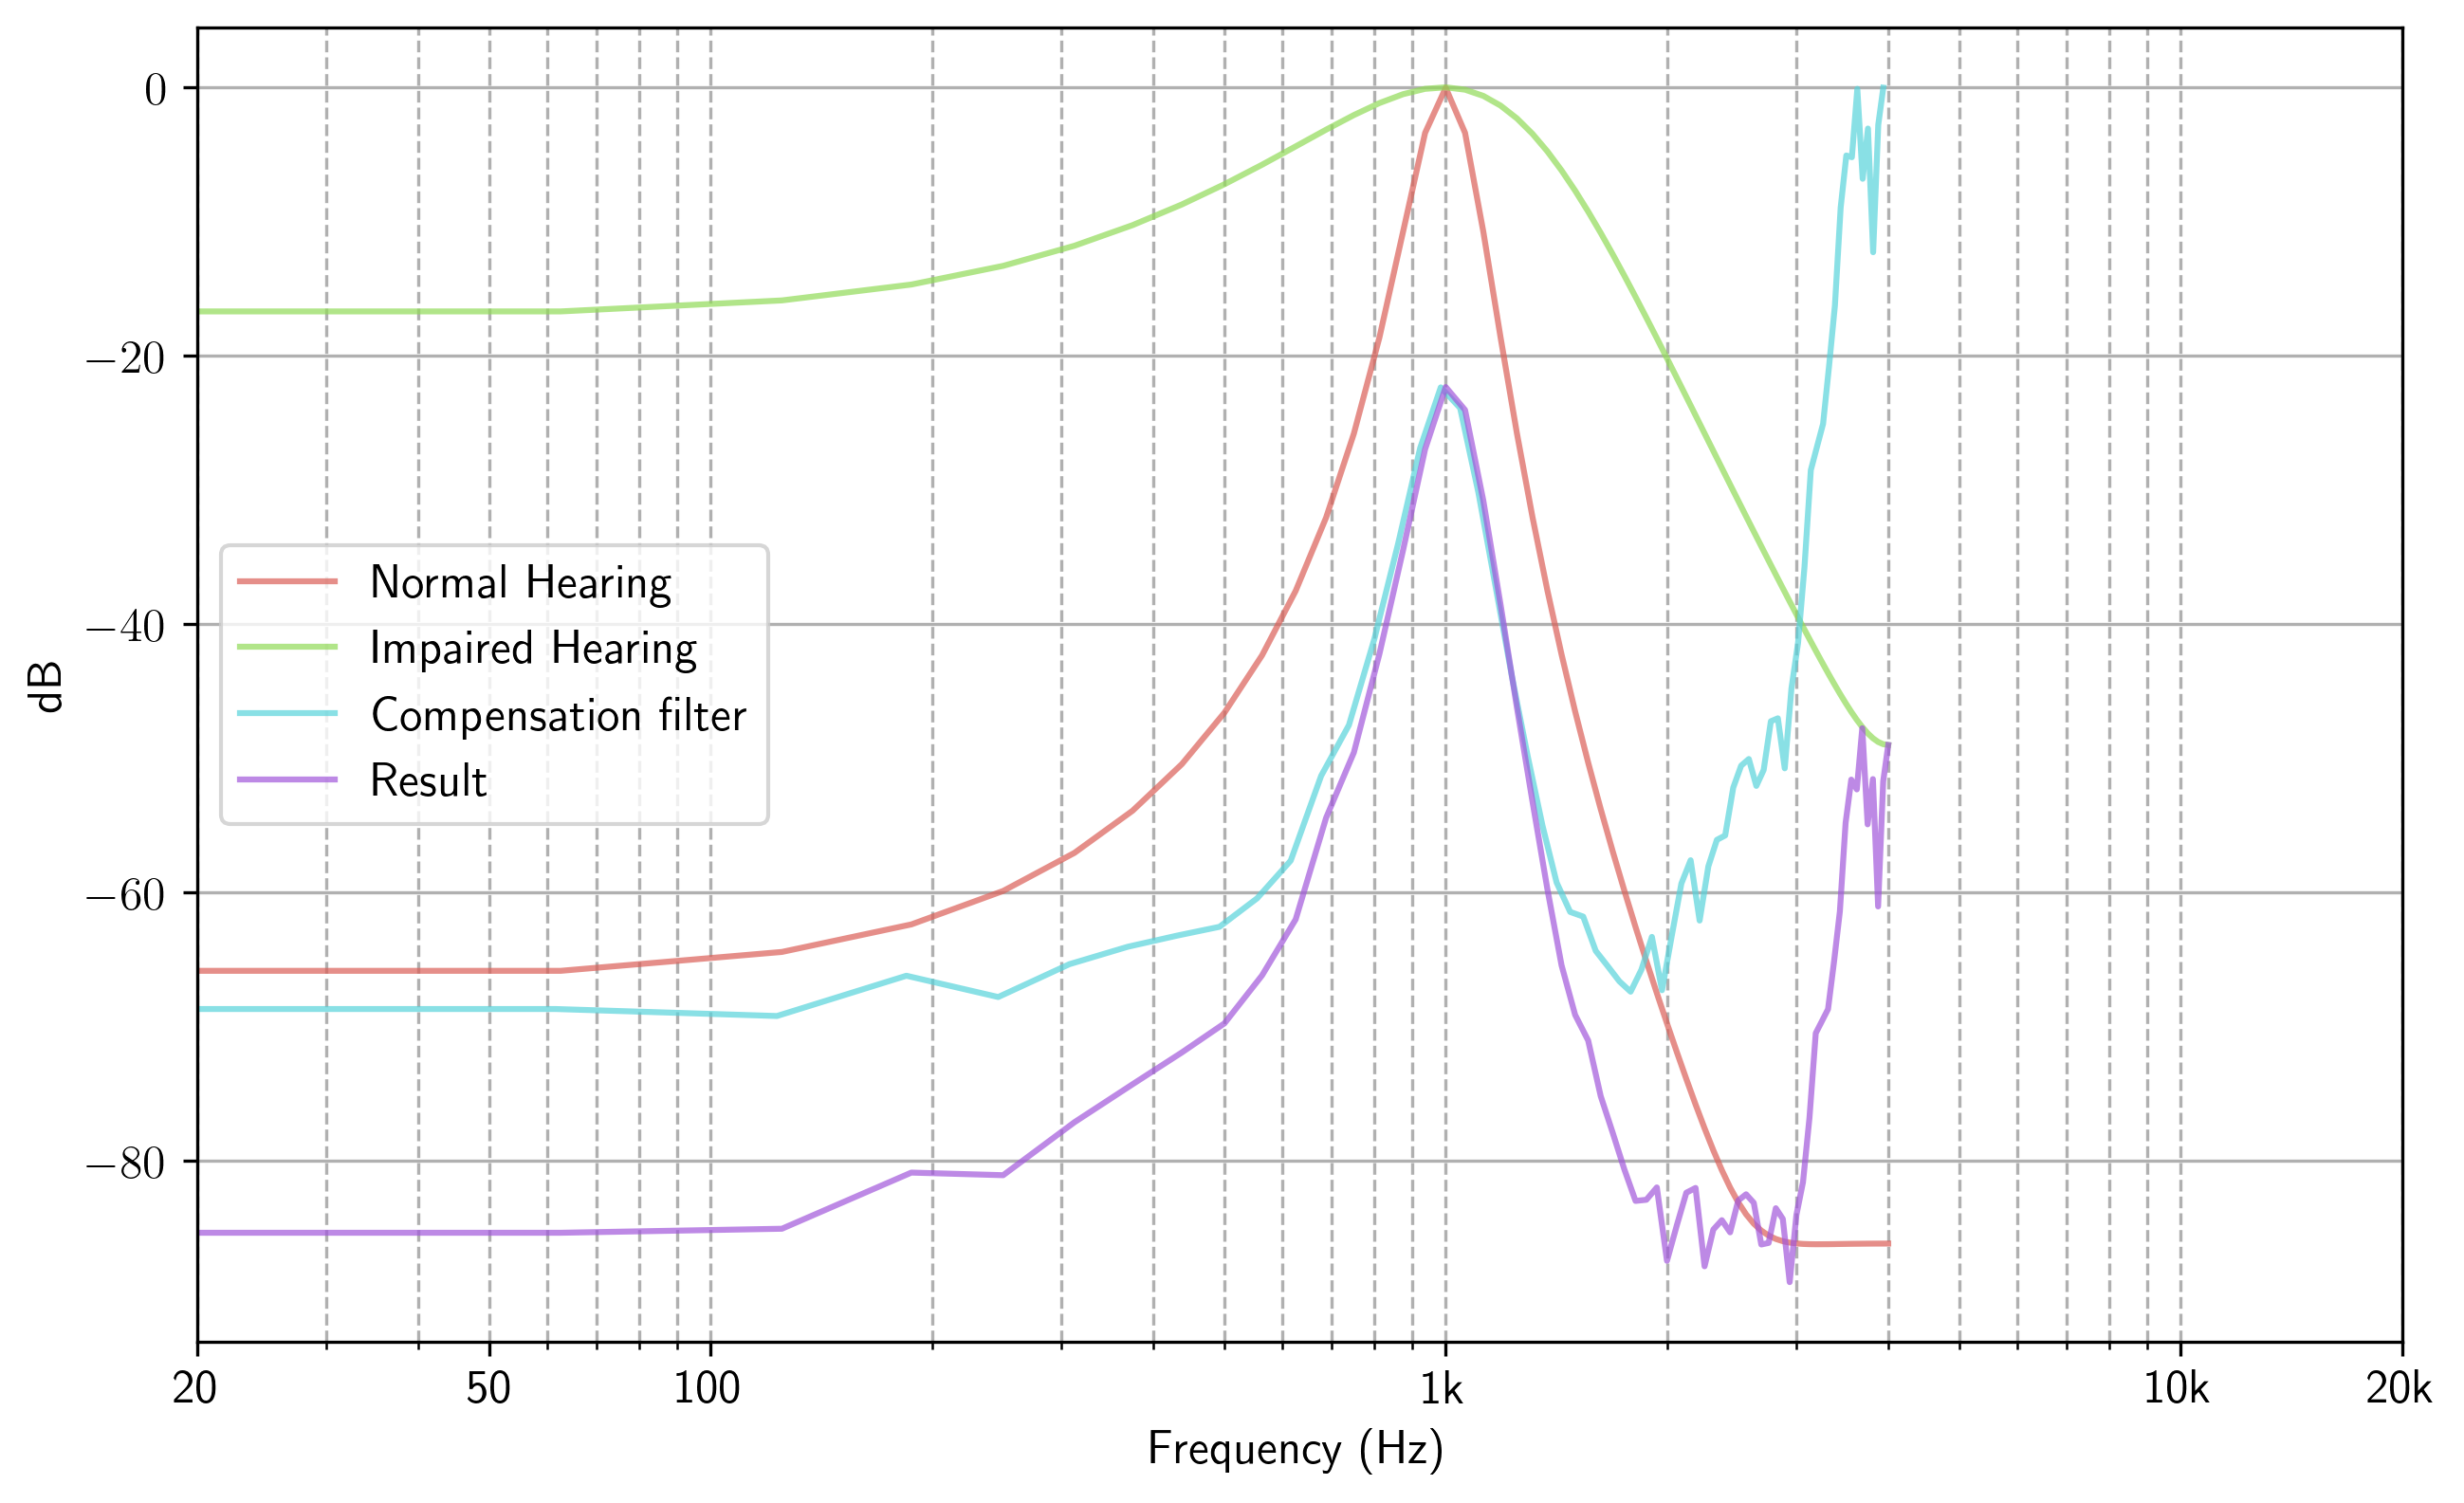 0
−20
−40
−60
−80
dB
Normal Hearing
Impaired Hearing
Compensation filter
Result
20 50 100 1k 10k 20k
Frequency (Hz)